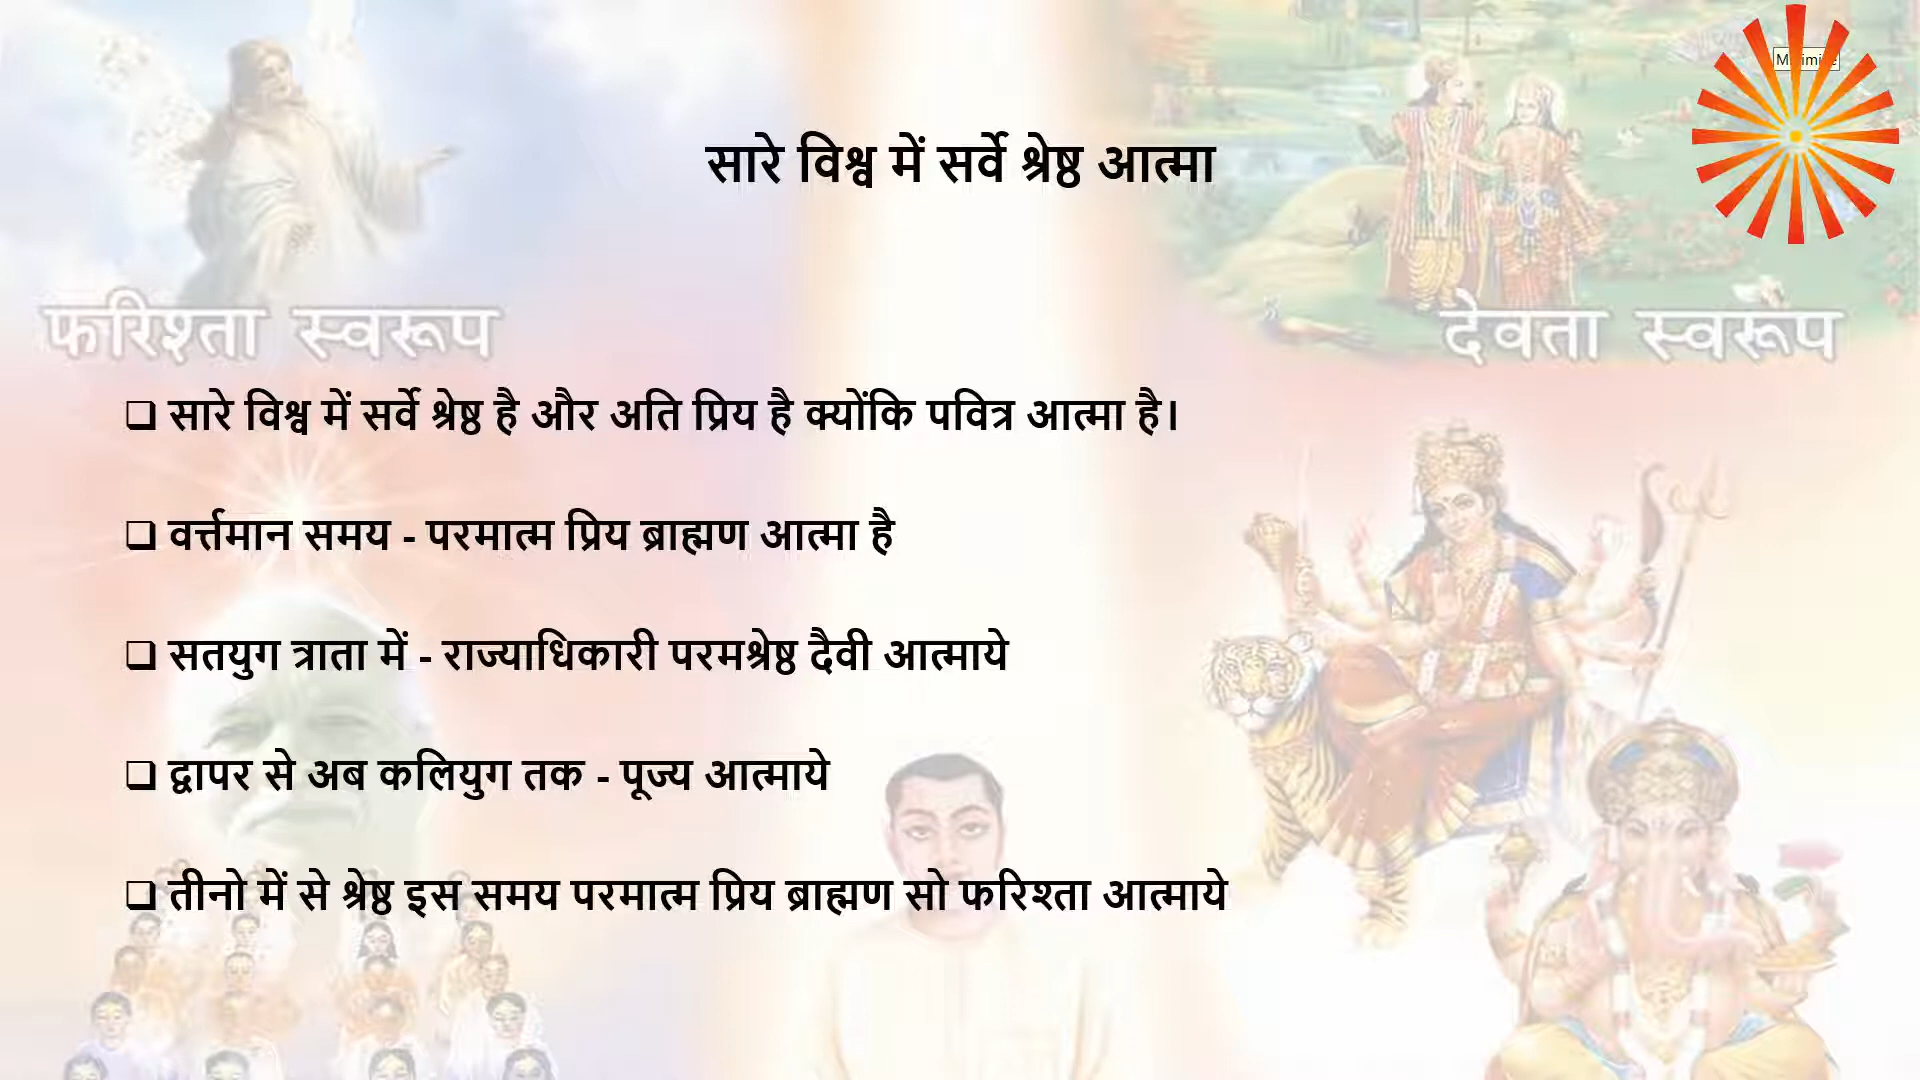 सारे विश्व में सर्वे श्रेष्ठ आत्मा
फरिश्ता स्वरूप
देवता स्वरूप
❑ सारे विश्व में सर्वे श्रेष्ठ है और अति प्रिय है क्योंकि पवित्र आत्मा है।
❑ वर्त्तमान समय - परमात्म प्रिय ब्राह्मण आत्मा है
❑ सतयुग त्राता में - राज्याधिकारी परमश्रेष्ठ दैवी आत्माये
❑ द्वापर से अब कलियुग तक - पूज्य आत्माये
❑ तीनो में से श्रेष्ठ इस समय परमात्म प्रिय ब्राह्मण सो फरिश्ता आत्माये